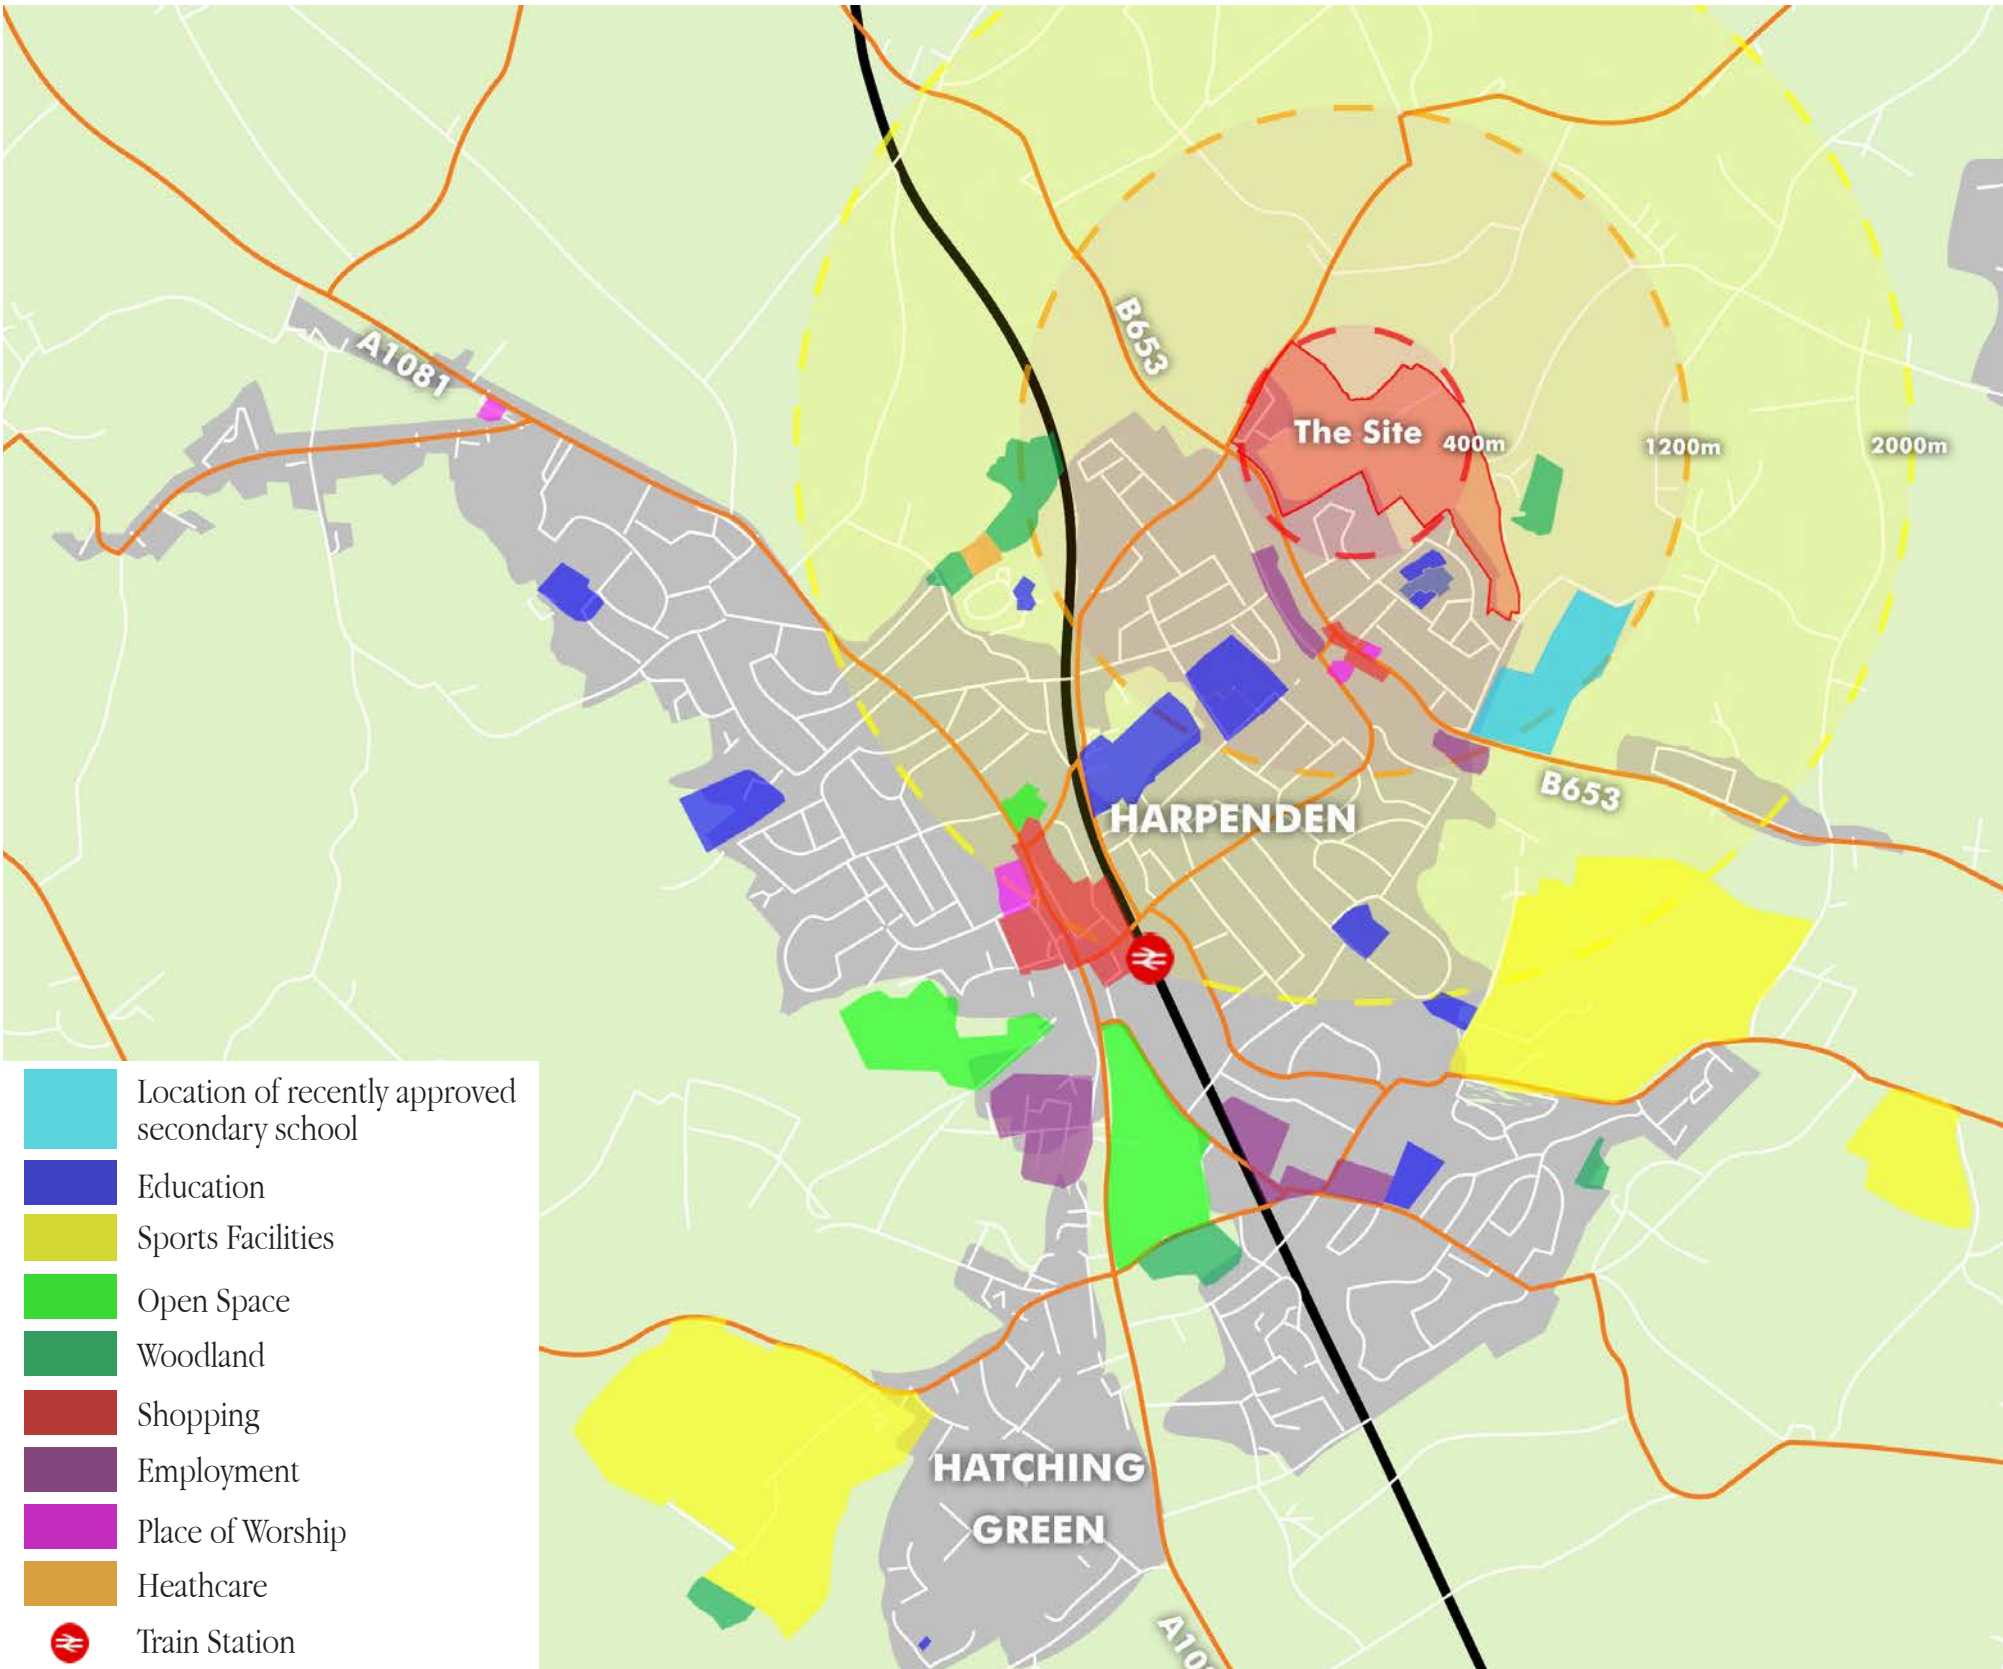 B653
A1081
The Site
400m
1200m
2000m
B653
HARPENDEN
HATCHING
GREEN
Location of recently approved
secondary school
Education
Sports Facilities
Open Space
Woodland
Shopping
Employment
Place of Worship
Heathcare
Train Station